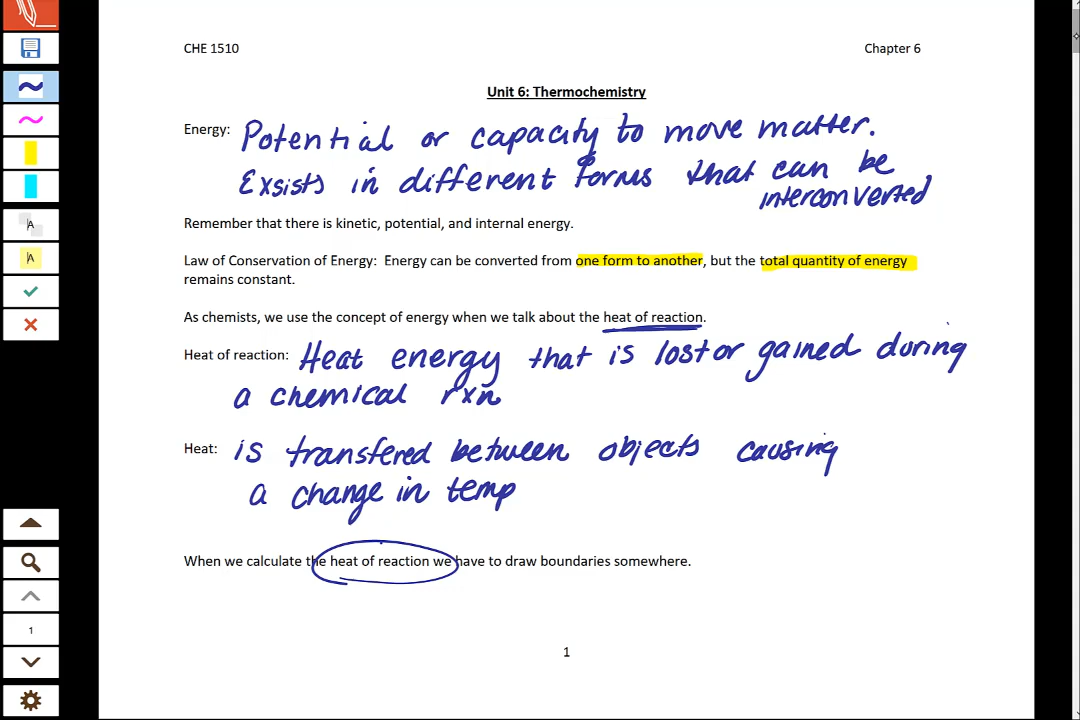 CHE 1510 Chapter 6
Unit 6: Thermochemistry
Energy: Potential or capacity to move matter.
Exsists in different forms that can be
interconverted
Remember that there is kinetic, potential, and internal energy.
Law of Conservation of Energy: Energy can be converted from one form to another, but the total quantity of energy
remains constant.
As chemists, we use the concept of energy when we talk about the heat of reaction.
Heat of reaction: Heat energy that is lost or gained during
a chemical rxn
Heat: is transfered between objects causing
a change in temp
When we calculate the heat of reaction we have to draw boundaries somewhere.
1
A
A
1